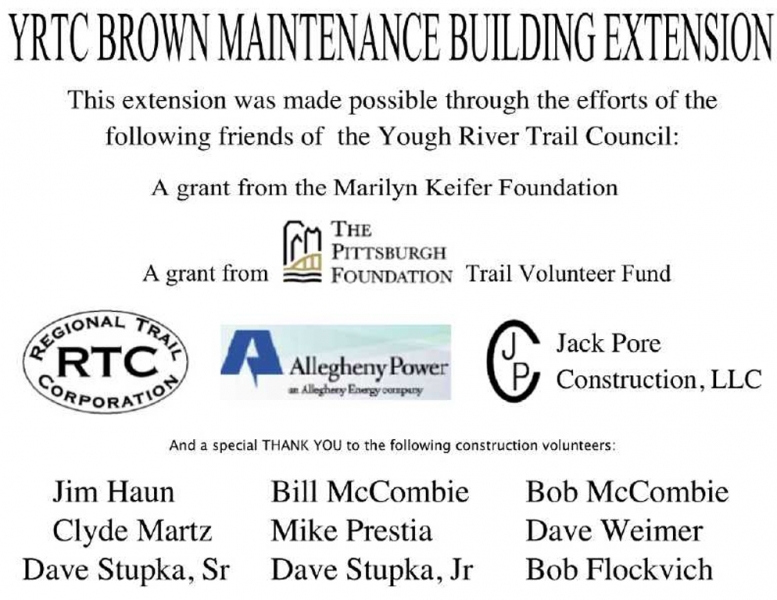 YRTC BROWN MAINTENANCE BUILDING EXTENSION
This extension was made possible through the efforts of the
following friends of the Yough River Trail Council:
A grant from the Marilyn Keifer Foundation
A grant from THE PITTSBURGH FOUNDATION Trail Volunteer Fund
REGIONAL TRAIL
RTC
CORPORATION
Allegheny Power
an Allegheny Energy company
JPC
Jack Pore
Construction, LLC
And a special THANK YOU to the following construction volunteers:
Jim Haun Bill McCombie Bob McCombie
Clyde Martz Mike Prestia Dave Weimer
Dave Stupka, Sr Dave Stupka, Jr Bob Flockvich